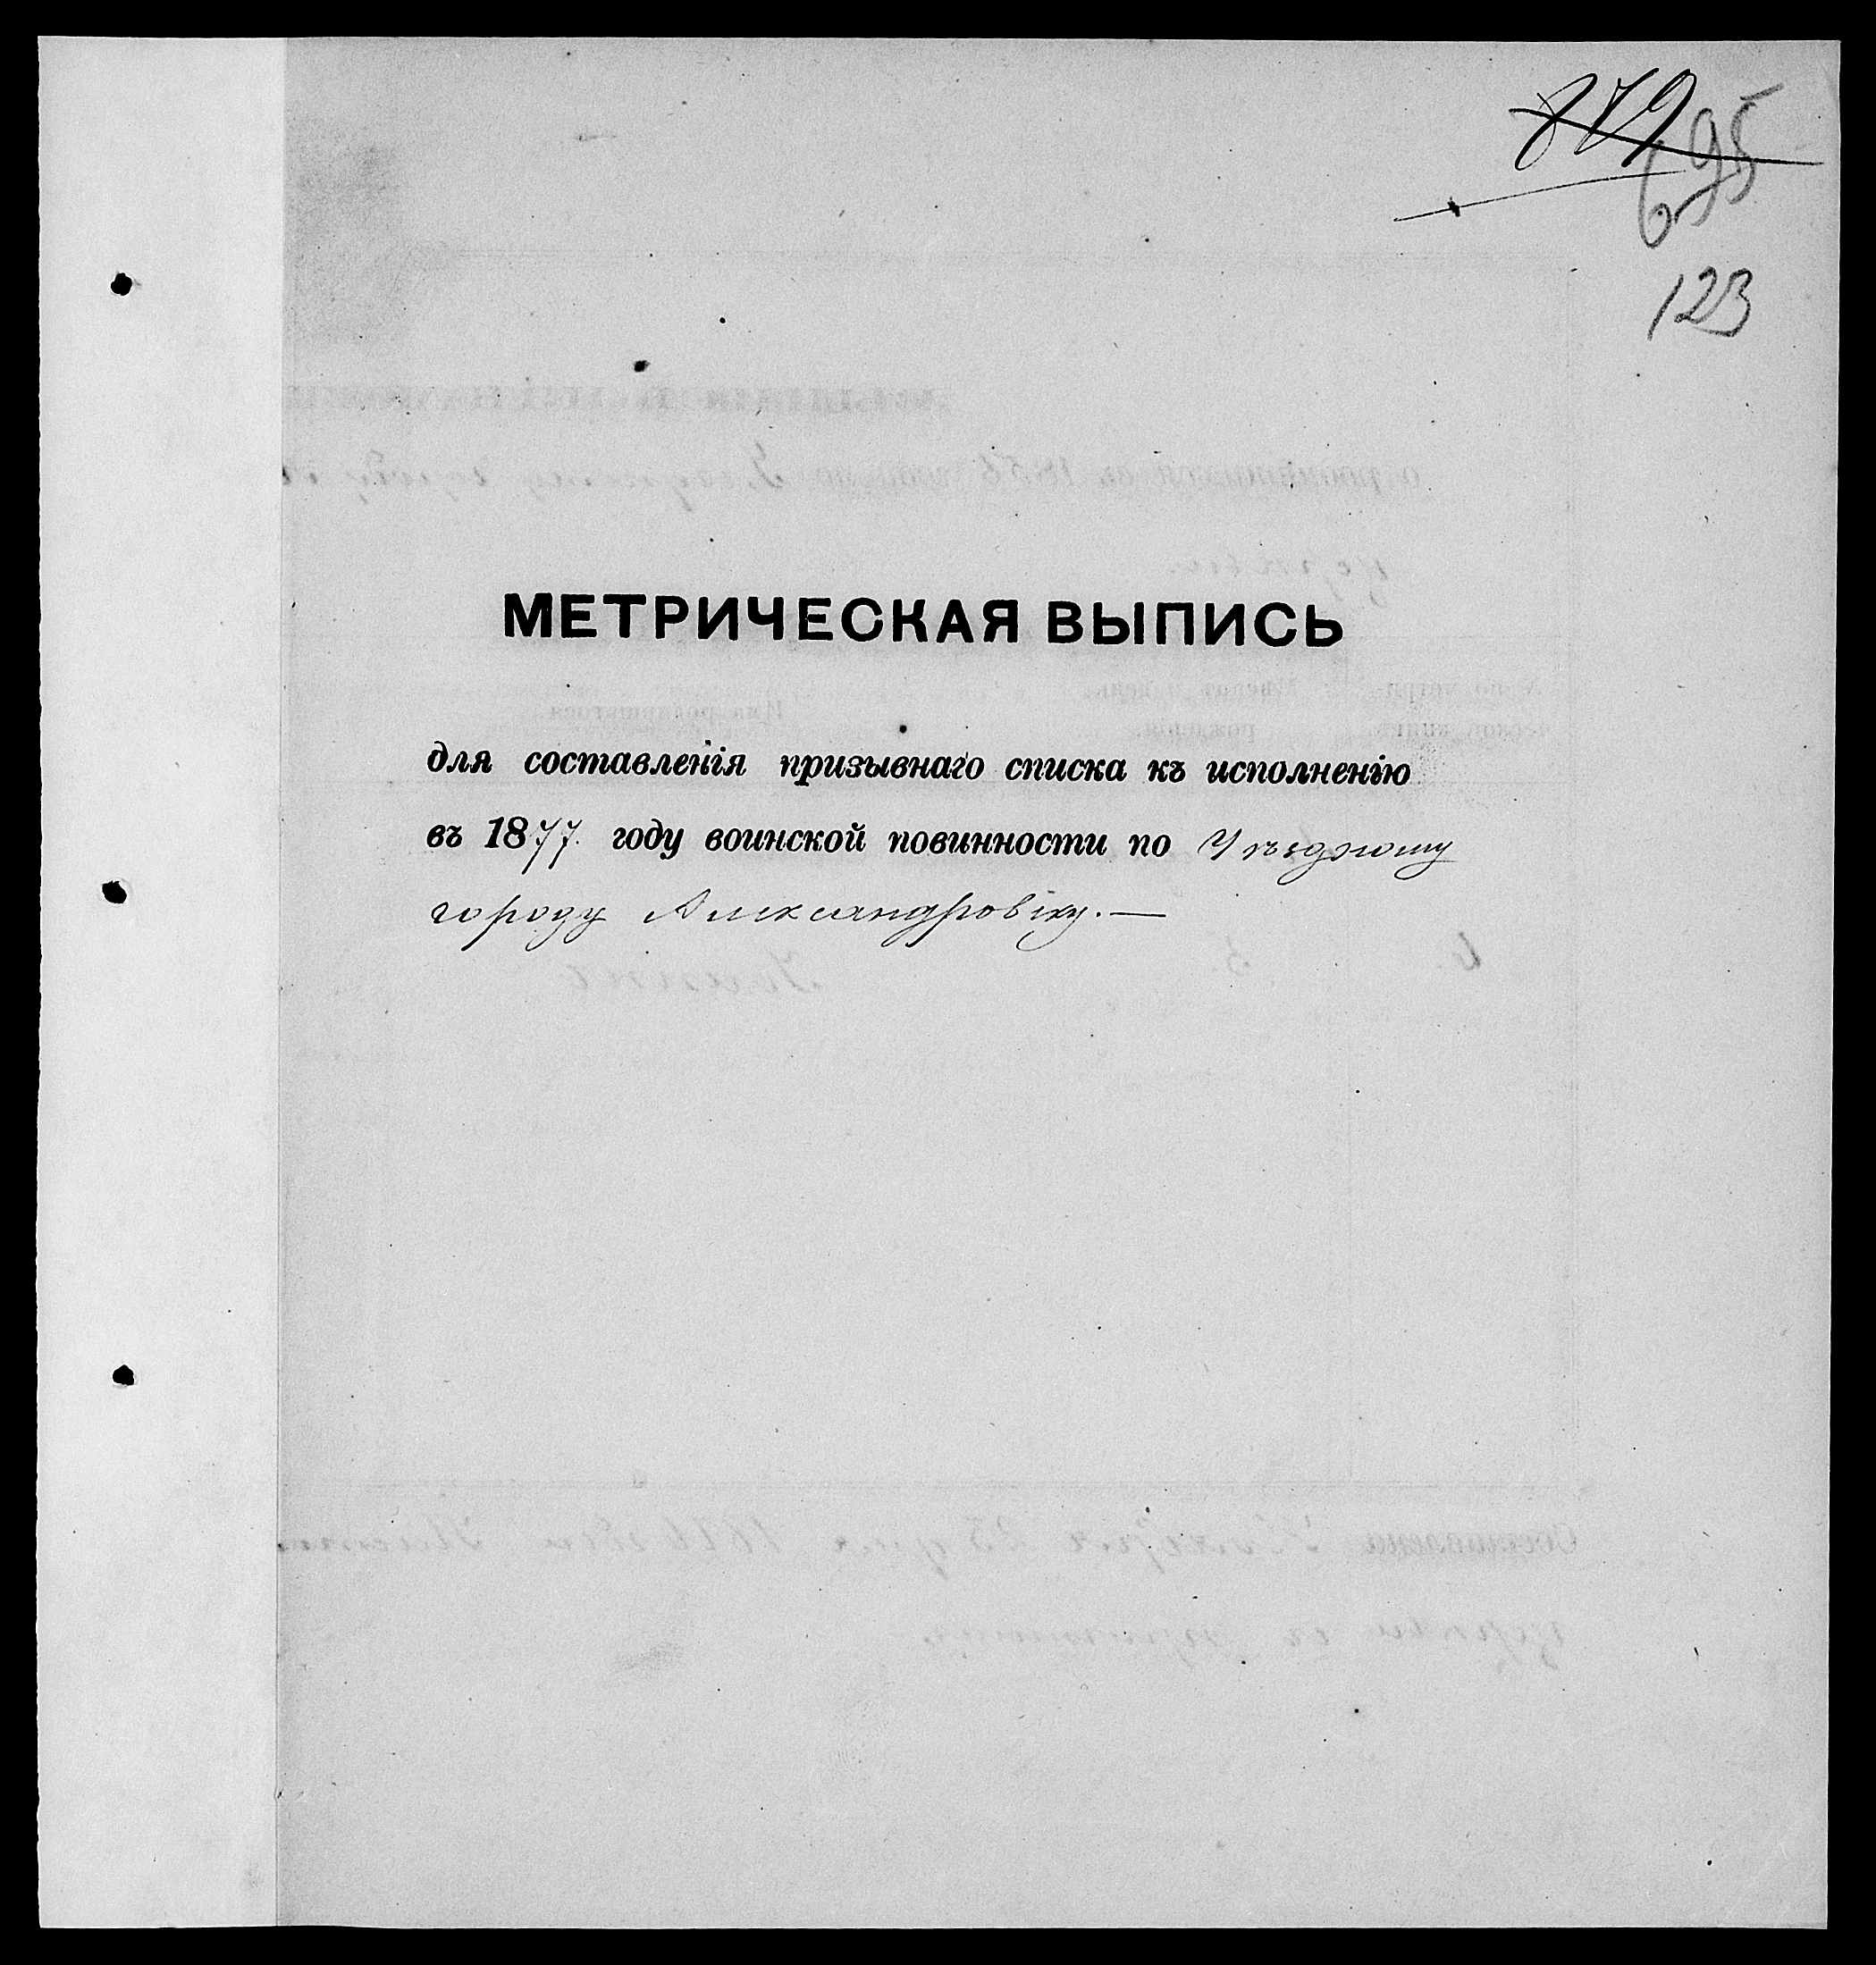 879
695
123
МЕТРИЧЕСКАЯ ВЫПИСЬ
для составленія призывнаго списка къ исполненію
въ 1877. году воинской повинности по Уѣздному
городу Александровску. —